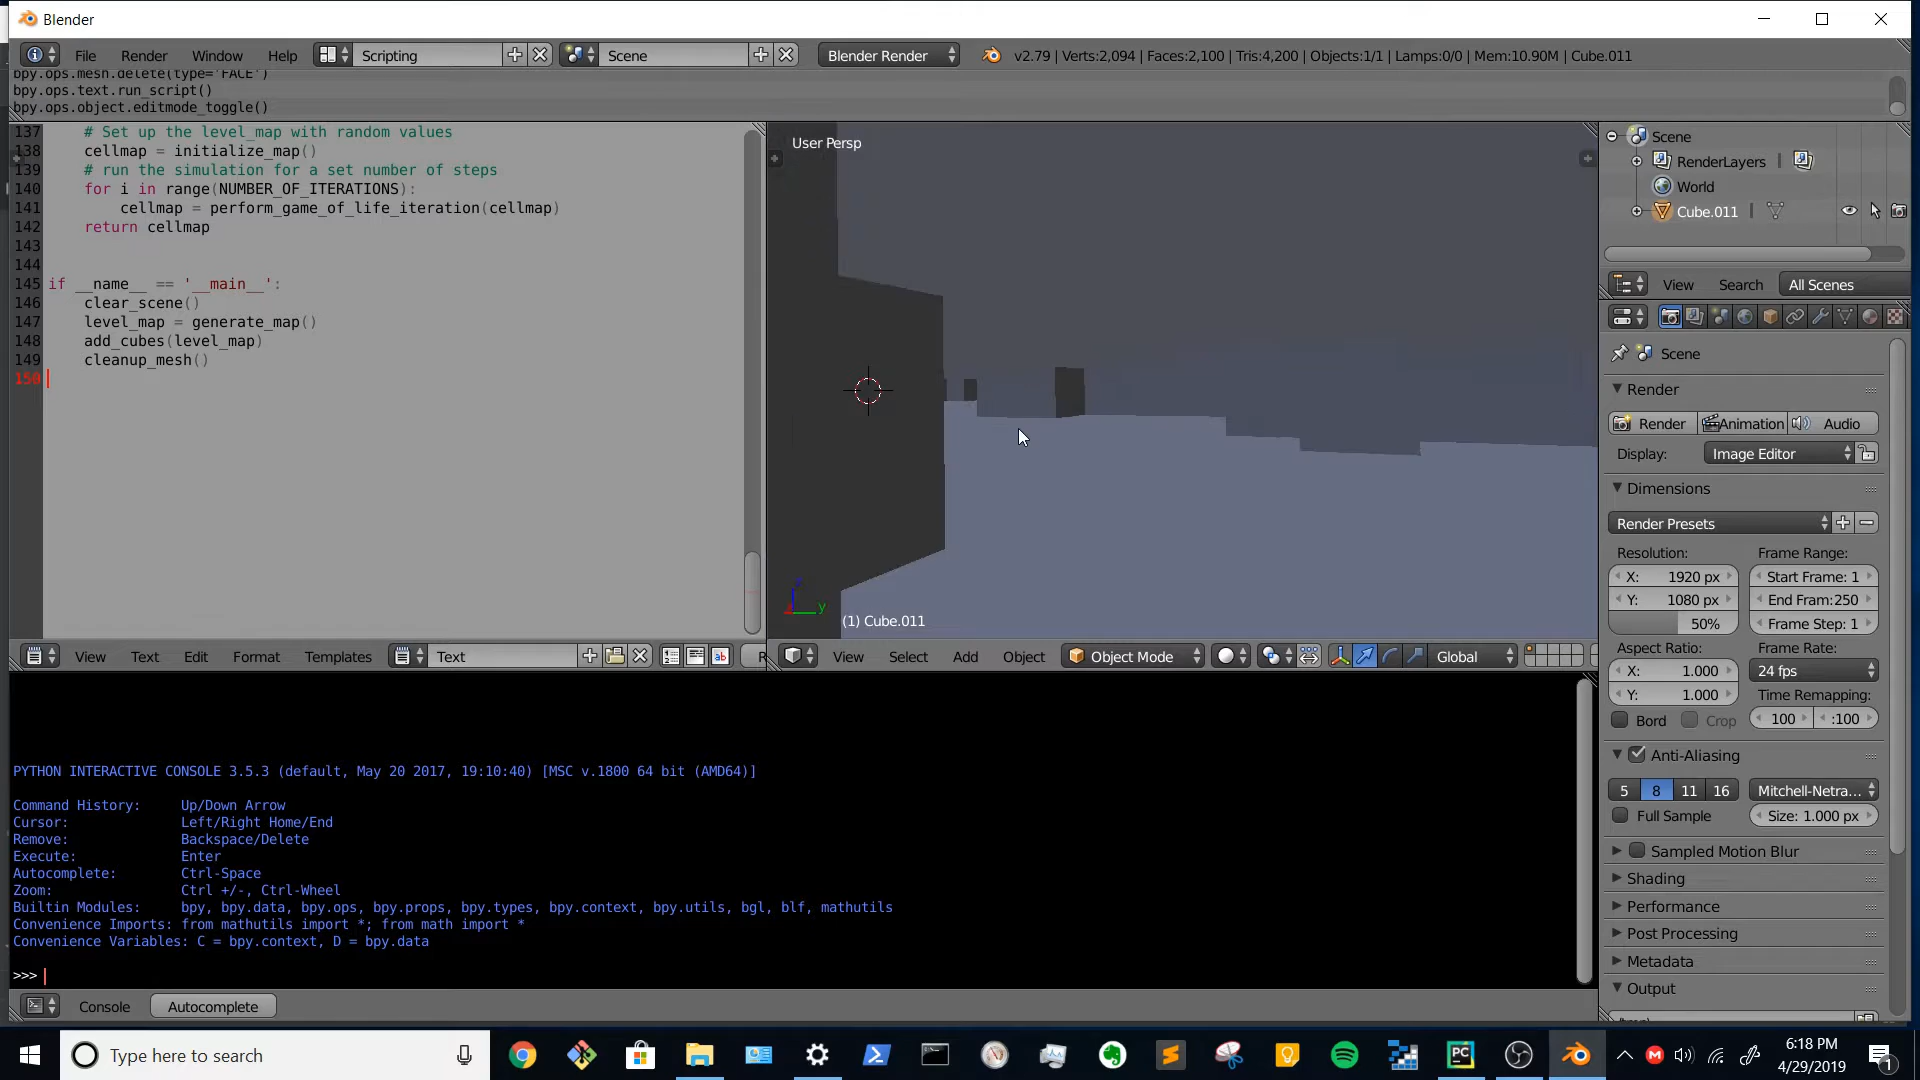 Blender
File Render Window Help Scripting Scene Blender Render v2.79 | Verts:2,094 | Faces:2,100 | Tris:4,200 | Objects:1/1 | Lamps:0/0 | Mem:10.90M | Cube.011
bpy.ops.mesh.delete(type='FACE')
bpy.ops.text.run_script()
bpy.ops.object.editmode_toggle()
137 # Set up the level_map with random values
138 cellmap = initialize_map()
139 # run the simulation for a set number of steps
140 for i in range(NUMBER_OF_ITERATIONS):
141 cellmap = perform_game_of_life_iteration(cellmap)
142 return cellmap
143
144
145 if __name__ == '__main__':
146 clear_scene()
147 level_map = generate_map()
148 add_cubes(level_map)
149 cleanup_mesh()
150
View Text Edit Format Templates Text
User Persp
y
(1) Cube.011
View Select Add Object Object Mode Global
PYTHON INTERACTIVE CONSOLE 3.5.3 (default, May 20 2017, 19:10:40) [MSC v.1800 64 bit (AMD64)]
Command History: Up/Down Arrow
Cursor: Left/Right Home/End
Remove: Backspace/Delete
Execute: Enter
Autocomplete: Ctrl-Space
Zoom: Ctrl +/-, Ctrl-Wheel
Builtin Modules: bpy, bpy.data, bpy.ops, bpy.props, bpy.types, bpy.context, bpy.utils, bgl, blf, mathutils
Convenience Imports: from mathutils import *; from math import *
Convenience Variables: C = bpy.context, D = bpy.data
>>>
Console Autocomplete
Scene
RenderLayers
World
Cube.011
View Search All Scenes
Scene
Render
Render Animation Audio
Display: Image Editor
Dimensions
Render Presets
Resolution: Frame Range:
X: 1920 px Start Frame: 1
Y: 1080 px End Fram:250
50% Frame Step: 1
Aspect Ratio: Frame Rate:
X: 1.000 24 fps
Y: 1.000 Time Remapping:
Bord Crop 100 :100
Anti-Aliasing
5 8 11 16 Mitchell-Netra...
Full Sample Size: 1.000 px
Sampled Motion Blur
Shading
Performance
Post Processing
Metadata
Output
Type here to search
PC
6:18 PM
4/29/2019
1